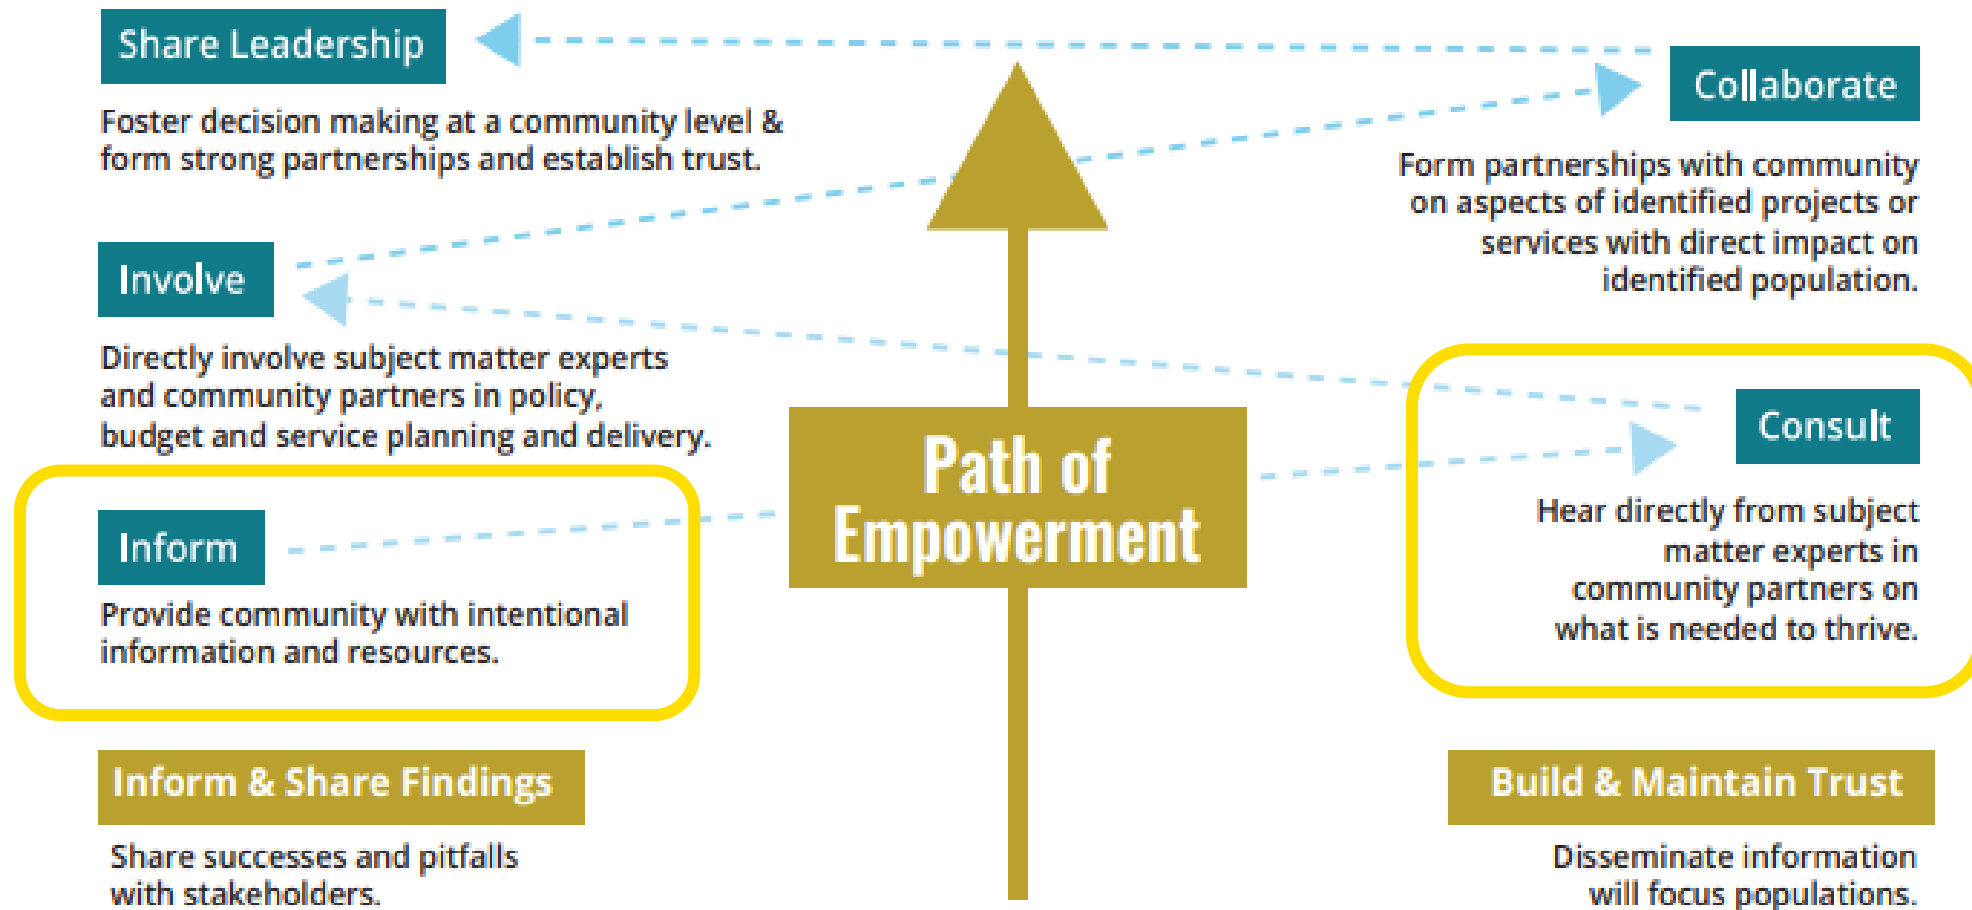 Share Leadership
Foster decision making at a community level &
form strong partnerships and establish trust.
Collaborate
Form partnerships with community
on aspects of identified projects or
services with direct impact on
identified population.
Involve
Directly involve subject matter experts
and community partners in policy,
budget and service planning and delivery.
Path of
Empowerment
Consult
Hear directly from subject
matter experts in
community partners on
what is needed to thrive.
Inform
Provide community with intentional
information and resources.
Inform & Share Findings
Share successes and pitfalls
with stakeholders.
Build & Maintain Trust
Disseminate information
will focus populations.